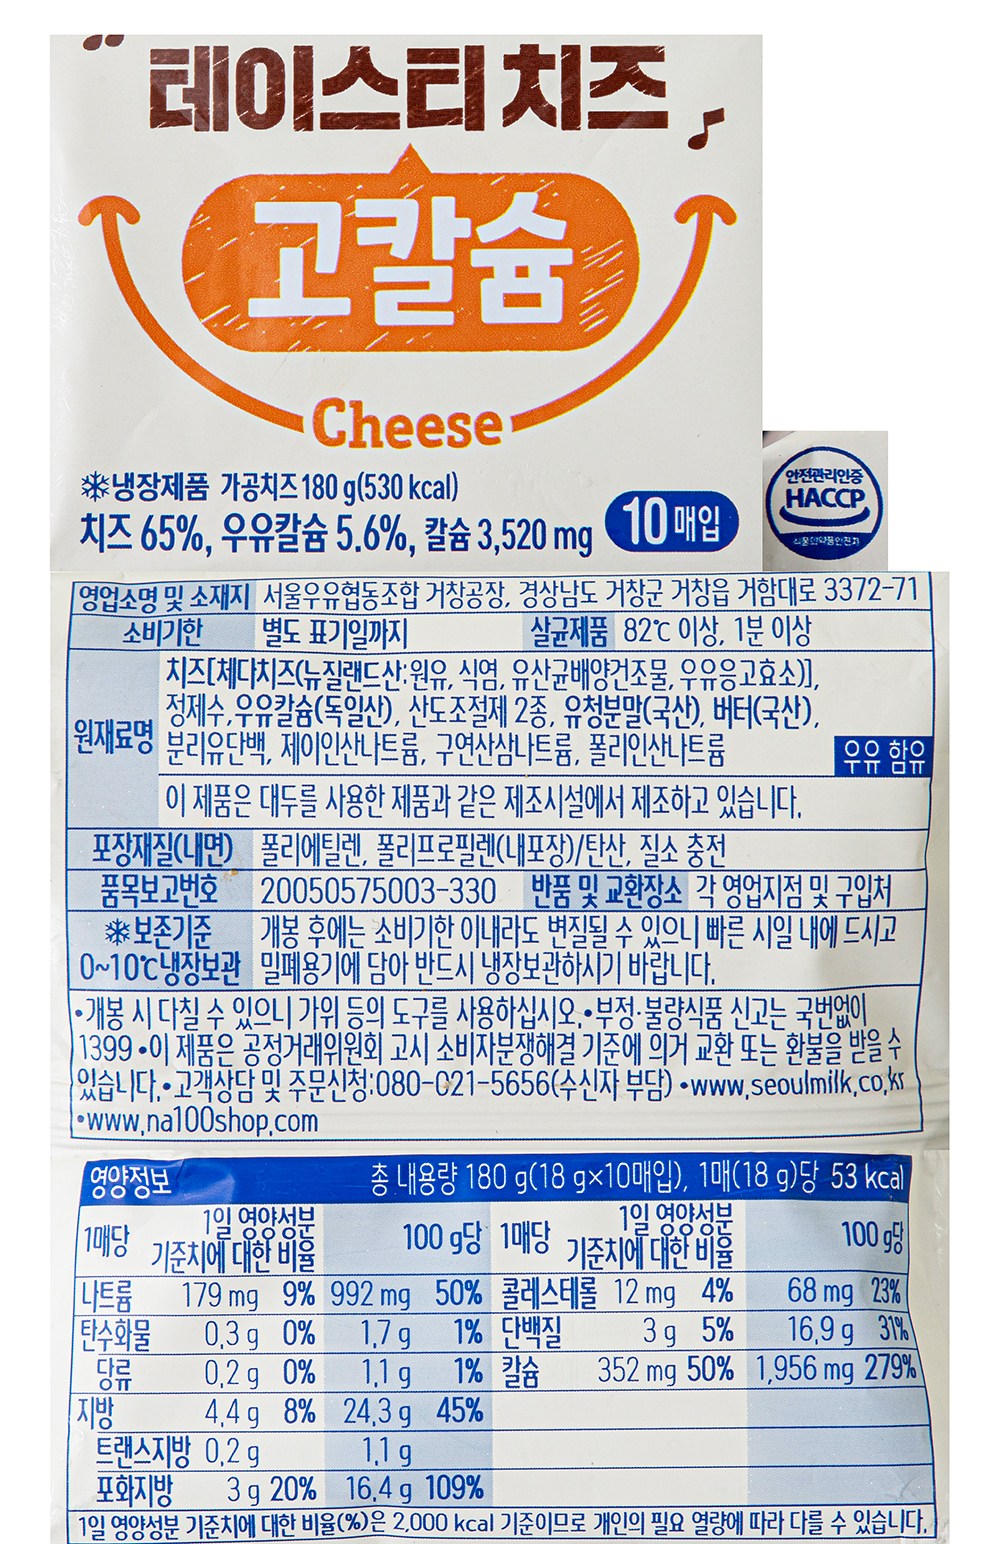 테이스티 치즈
고칼슘
Cheese
냉장제품 가공치즈 180 g(530 kcal)
치즈 65%, 우유칼슘 5.6%, 칼슘 3,520 mg
10매입
안전관리인증
HACCP
영업소명 및 소재지 서울우유협동조합 거창공장, 경상남도 거창군 거창읍 거함대로 3372-71
소비기한 별도 표기일까지 살균제품 82℃ 이상, 1분 이상
원재료명
치즈[체다치즈(뉴질랜드산:원유, 식염, 유산균배양건조물, 우유응고효소)],
정제수, 우유칼슘(독일산), 산도조절제 2종, 유청분말(국산), 버터(국산),
분리유단백, 제이인산나트륨, 구연산삼나트륨, 폴리인산나트륨
우유 함유
이 제품은 대두를 사용한 제품과 같은 제조시설에서 제조하고 있습니다.
포장재질(내면) 폴리에틸렌, 폴리프로필렌(내포장)/탄산, 질소 충전
품목보고번호 20050575003-330 반품 및 교환장소 각 영업지점 및 구입처
보존기준 개봉 후에는 소비기한 이내라도 변질될 수 있으니 빠른 시일 내에 드시고
0~10℃냉장보관 밀폐용기에 담아 반드시 냉장보관하시기 바랍니다.
•개봉 시 다칠 수 있으니 가위 등의 도구를 사용하십시오.•부정·불량식품 신고는 국번없이
1399 •이 제품은 공정거래위원회 고시 소비자분쟁해결 기준에 의거 교환 또는 환불을 받을 수
있습니다.•고객상담 및 주문신청:080-021-5656(수신자 부담) •www.seoulmilk.co.kr
•www.na100shop.com
영양정보 총 내용량 180 g(18 g×10매입), 1매(18 g)당 53 kcal
1매당 1일 영양성분 기준치에 대한 비율 100 g당 1매당 1일 영양성분 기준치에 대한 비율 100 g당
나트륨 179 mg 9% 992 mg 50% 콜레스테롤 12 mg 4% 68 mg 23%
탄수화물 0.3 g 0% 1.7 g 1% 단백질 3 g 5% 16.9 g 31%
당류 0.2 g 0% 1.1 g 1% 칼슘 352 mg 50% 1,956 mg 279%
지방 4.4 g 8% 24.3 g 45%
트랜스지방 0.2 g 1.1 g
포화지방 3 g 20% 16.4 g 109%
1일 영양성분 기준치에 대한 비율(%)은 2,000 kcal 기준이므로 개인의 필요 열량에 따라 다를 수 있습니다.